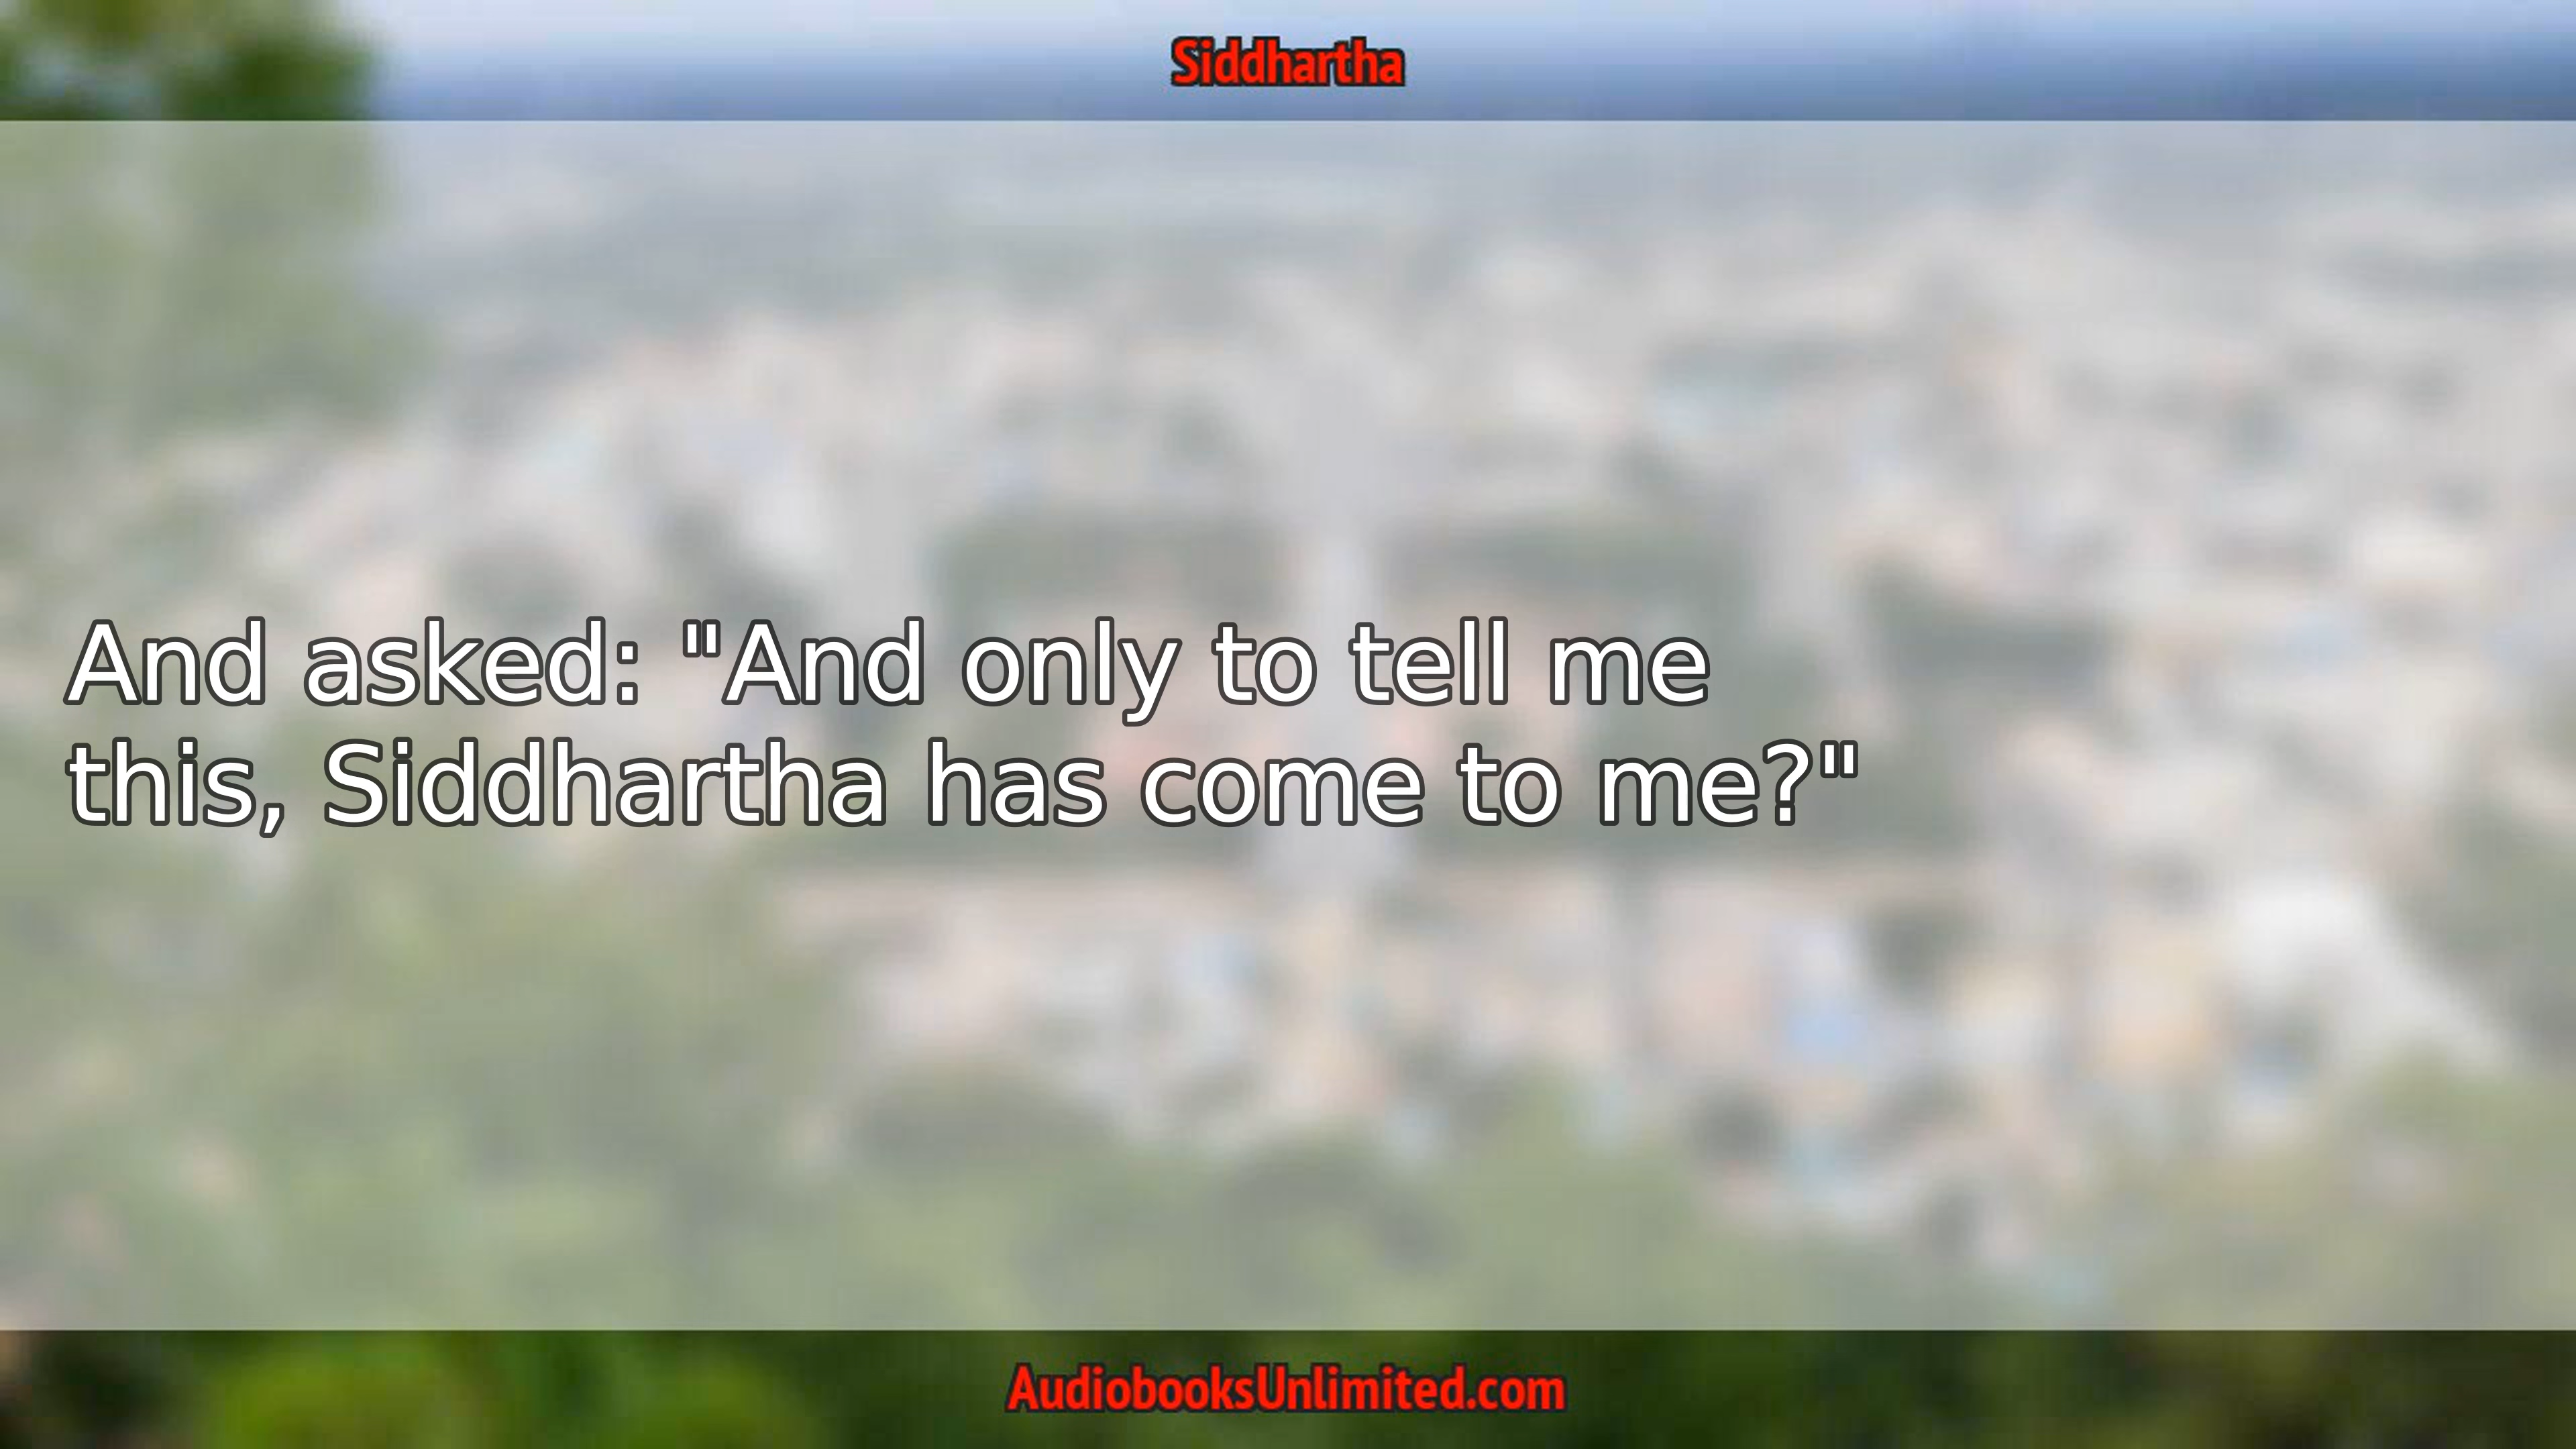 Siddhartha
And asked: "And only to tell me
this, Siddhartha has come to me?"
AudiobooksUnlimited.com